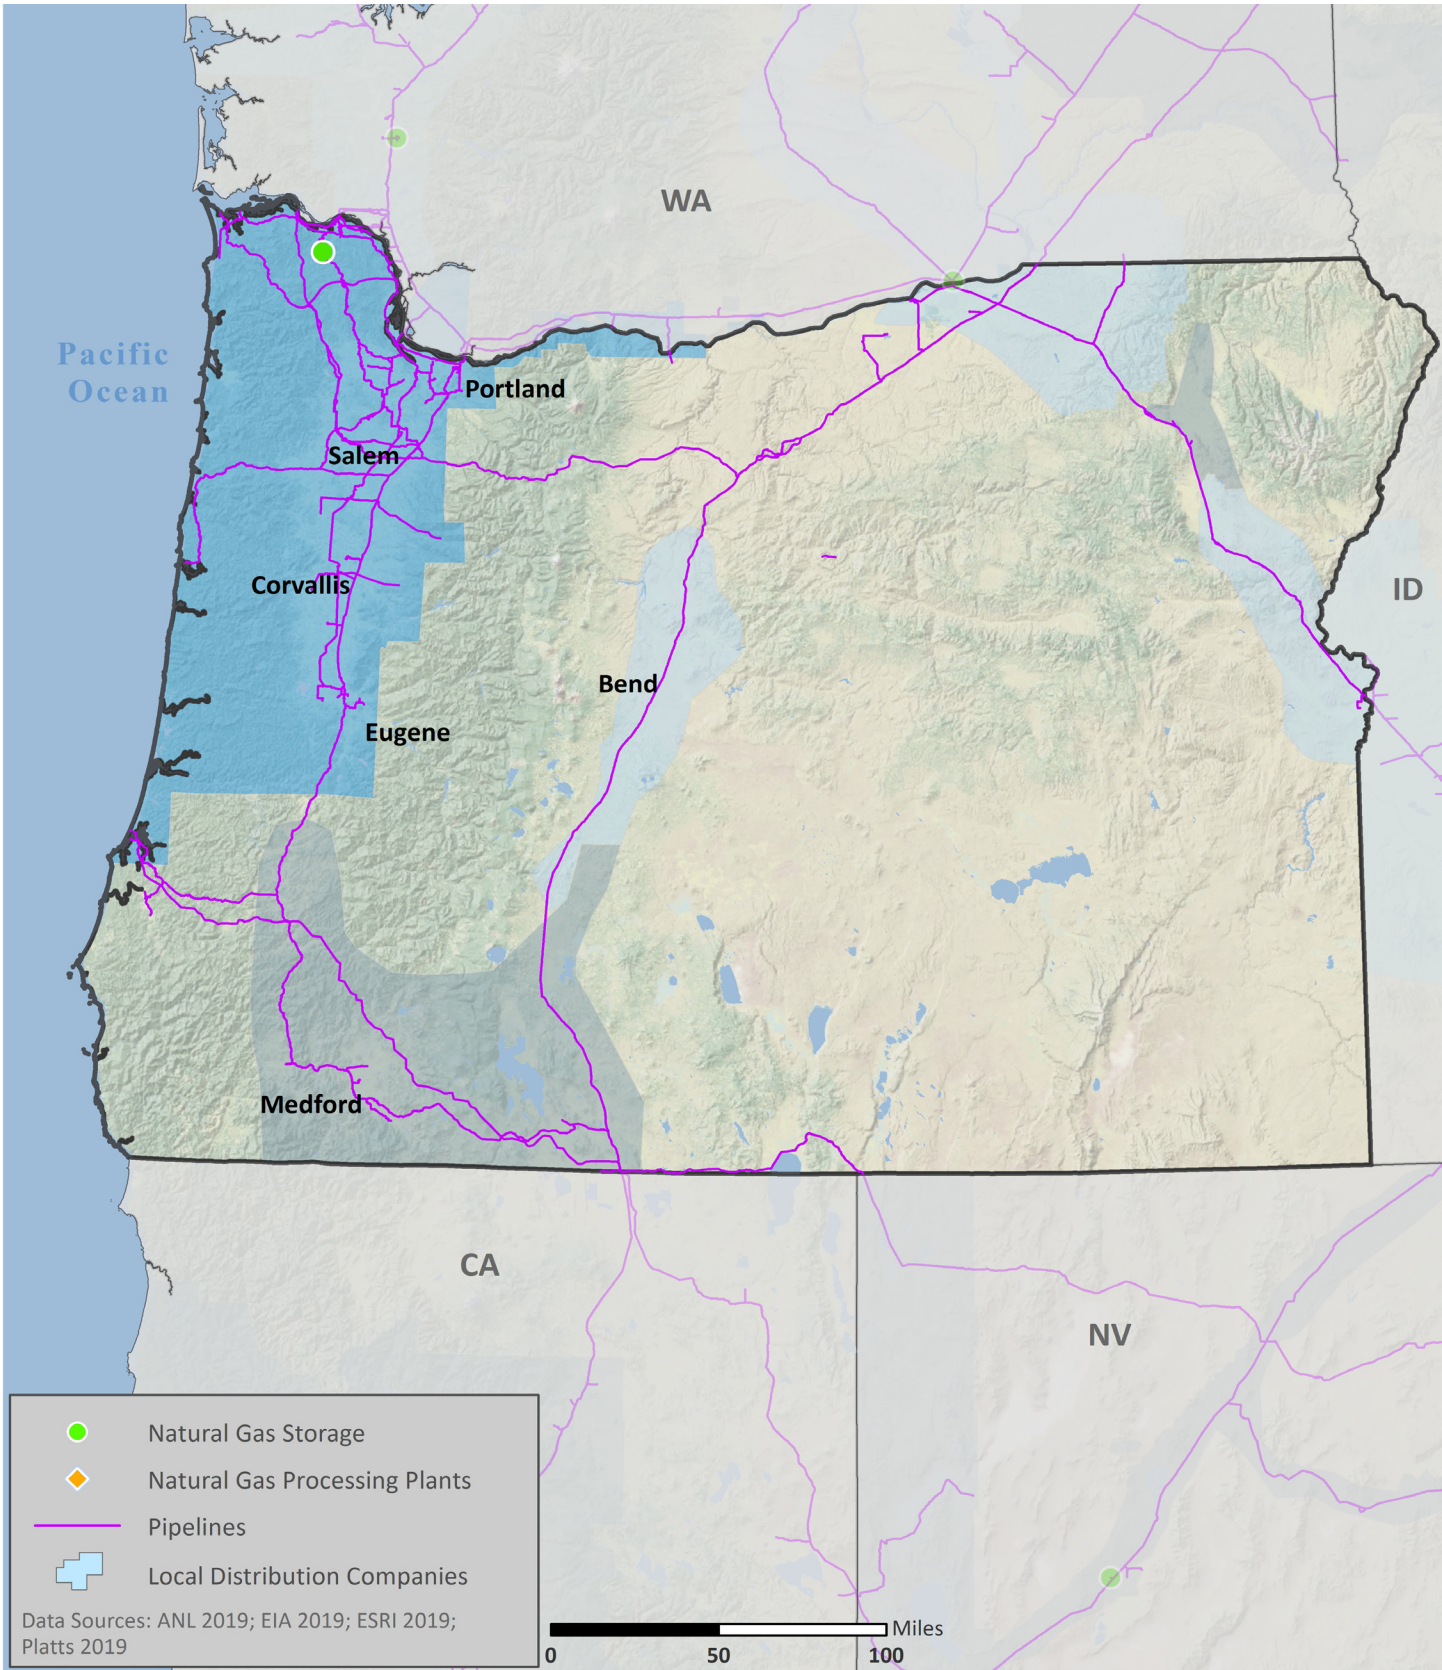 WA
Pacific
Ocean
Portland
Salem
Corvallis
ID
Bend
Eugene
Medford
CA
NV
Natural Gas Storage
Natural Gas Processing Plants
Pipelines
Local Distribution Companies
Data Sources: ANL 2019; EIA 2019; ESRI 2019;
Platts 2019
Miles
0 50 100